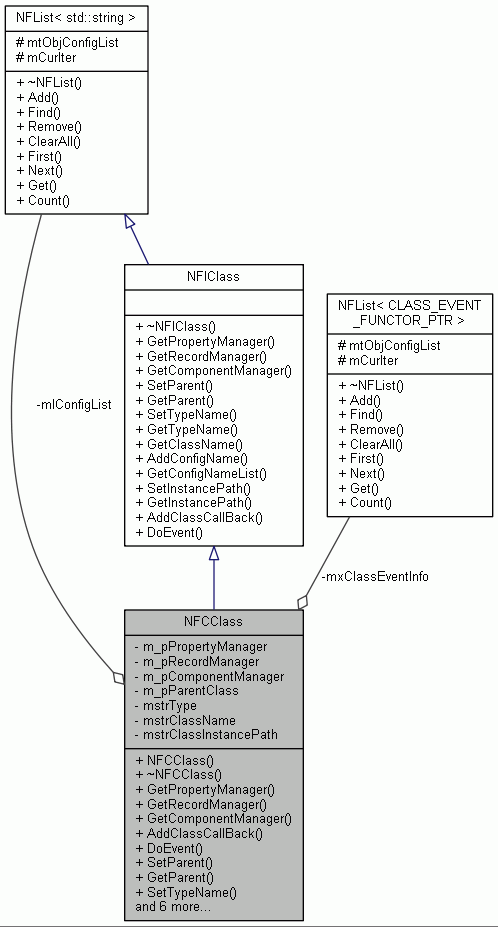 NFList< std::string >
# mtObjConfigList
# mCurIter
+ ~NFList()
+ Add()
+ Find()
+ Remove()
+ ClearAll()
+ First()
+ Next()
+ Get()
+ Count()
NFIClass
+ ~NFIClass()
+ GetPropertyManager()
+ GetRecordManager()
+ GetComponentManager()
+ SetParent()
+ GetParent()
+ SetTypeName()
+ GetTypeName()
+ GetClassName()
+ AddConfigName()
+ GetConfigNameList()
+ SetInstancePath()
+ GetInstancePath()
+ AddClassCallBack()
+ DoEvent()
NFList< CLASS_EVENT
_FUNCTOR_PTR >
# mtObjConfigList
# mCurIter
+ ~NFList()
+ Add()
+ Find()
+ Remove()
+ ClearAll()
+ First()
+ Next()
+ Get()
+ Count()
-mlConfigList
-mxClassEventInfo
NFCClass
- m_pPropertyManager
- m_pRecordManager
- m_pComponentManager
- m_pParentClass
- mstrType
- mstrClassName
- mstrClassInstancePath
+ NFCClass()
+ ~NFCClass()
+ GetPropertyManager()
+ GetRecordManager()
+ GetComponentManager()
+ AddClassCallBack()
+ DoEvent()
+ SetParent()
+ GetParent()
+ SetTypeName()
and 6 more...